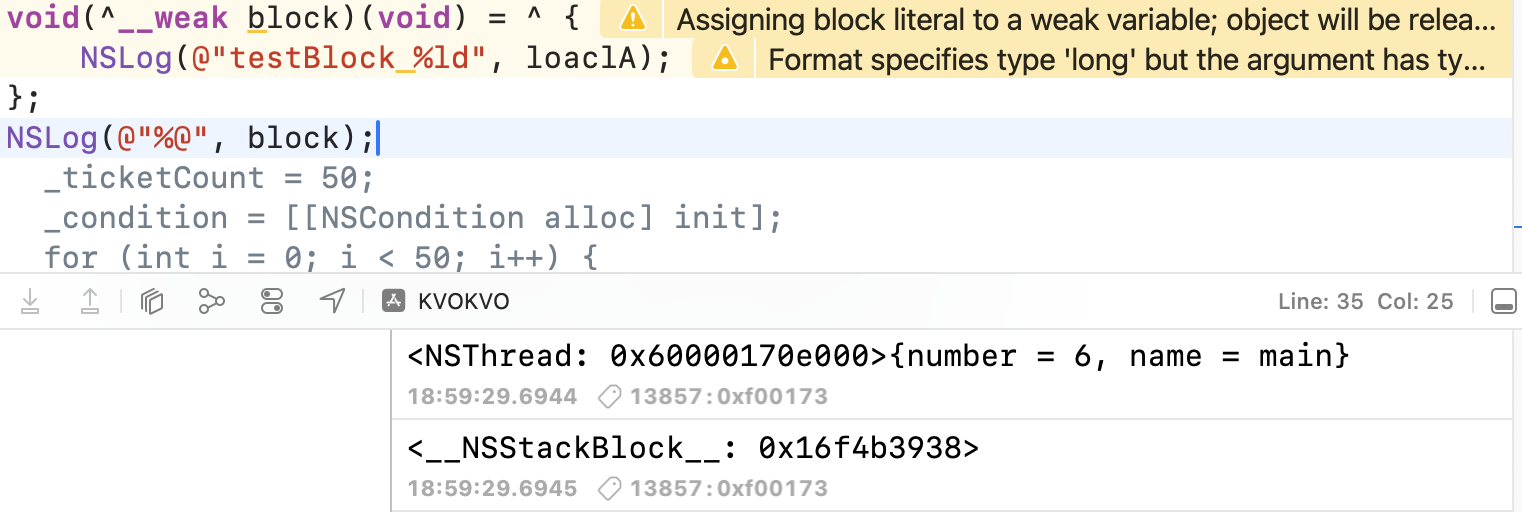 void(^__weak block)(void) = ^ { Assigning block literal to a weak variable; object will be relea...
NSLog(@"testBlock_%ld", loaclA); Format specifies type 'long' but the argument has ty...
};
NSLog(@"%@", block);
_ticketCount = 50;
_condition = [[NSCondition alloc] init];
for (int i = 0; i < 50; i++) {
KVOKVO Line: 35 Col: 25
<NSThread: 0x60000170e000>{number = 6, name = main}
18:59:29.6944 13857:0xf00173
<__NSStackBlock__: 0x16f4b3938>
18:59:29.6945 13857:0xf00173